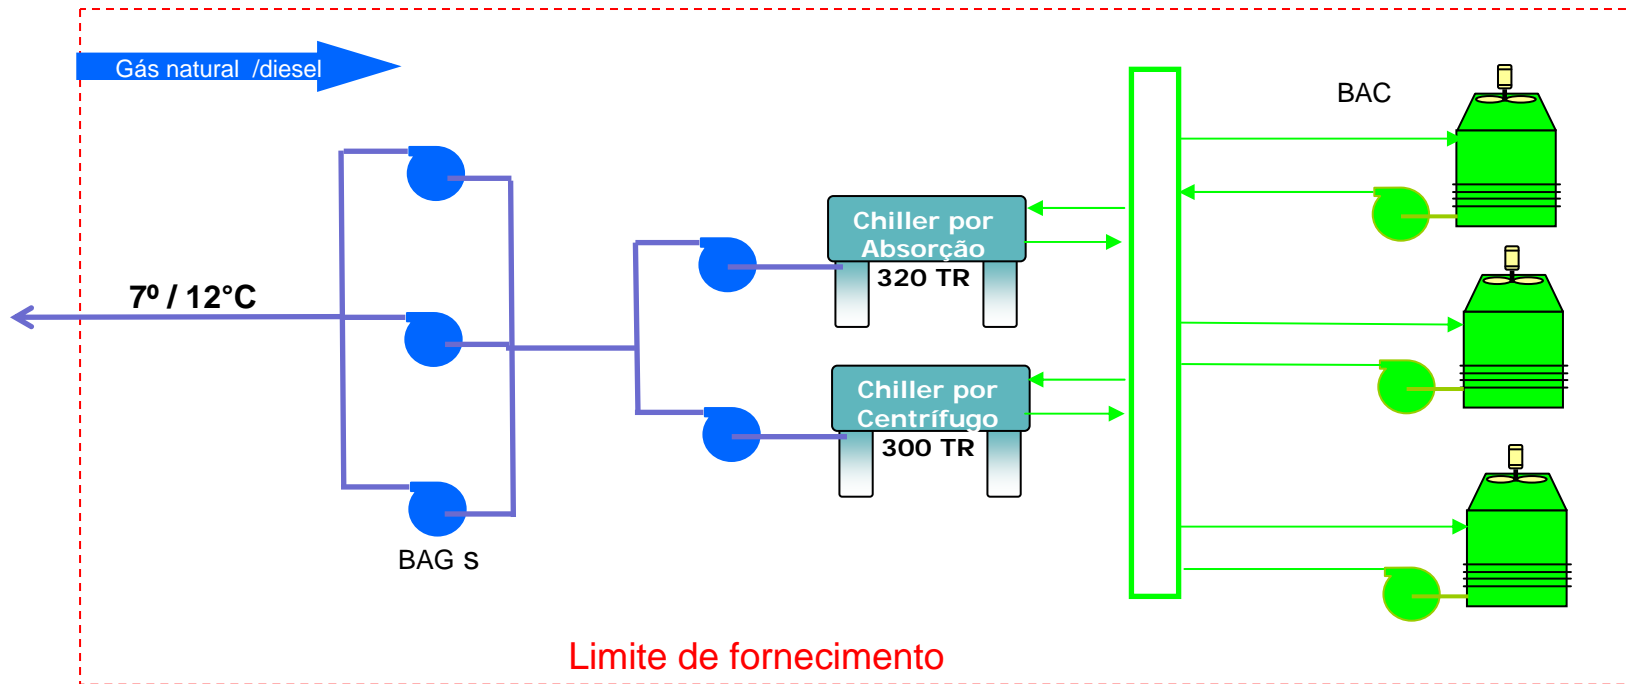 Gás natural /diesel
BAC
Chiller por
Absorção
320 TR
7º / 12°C
Chiller por
Centrífugo
300 TR
BAG s
Limite de fornecimento